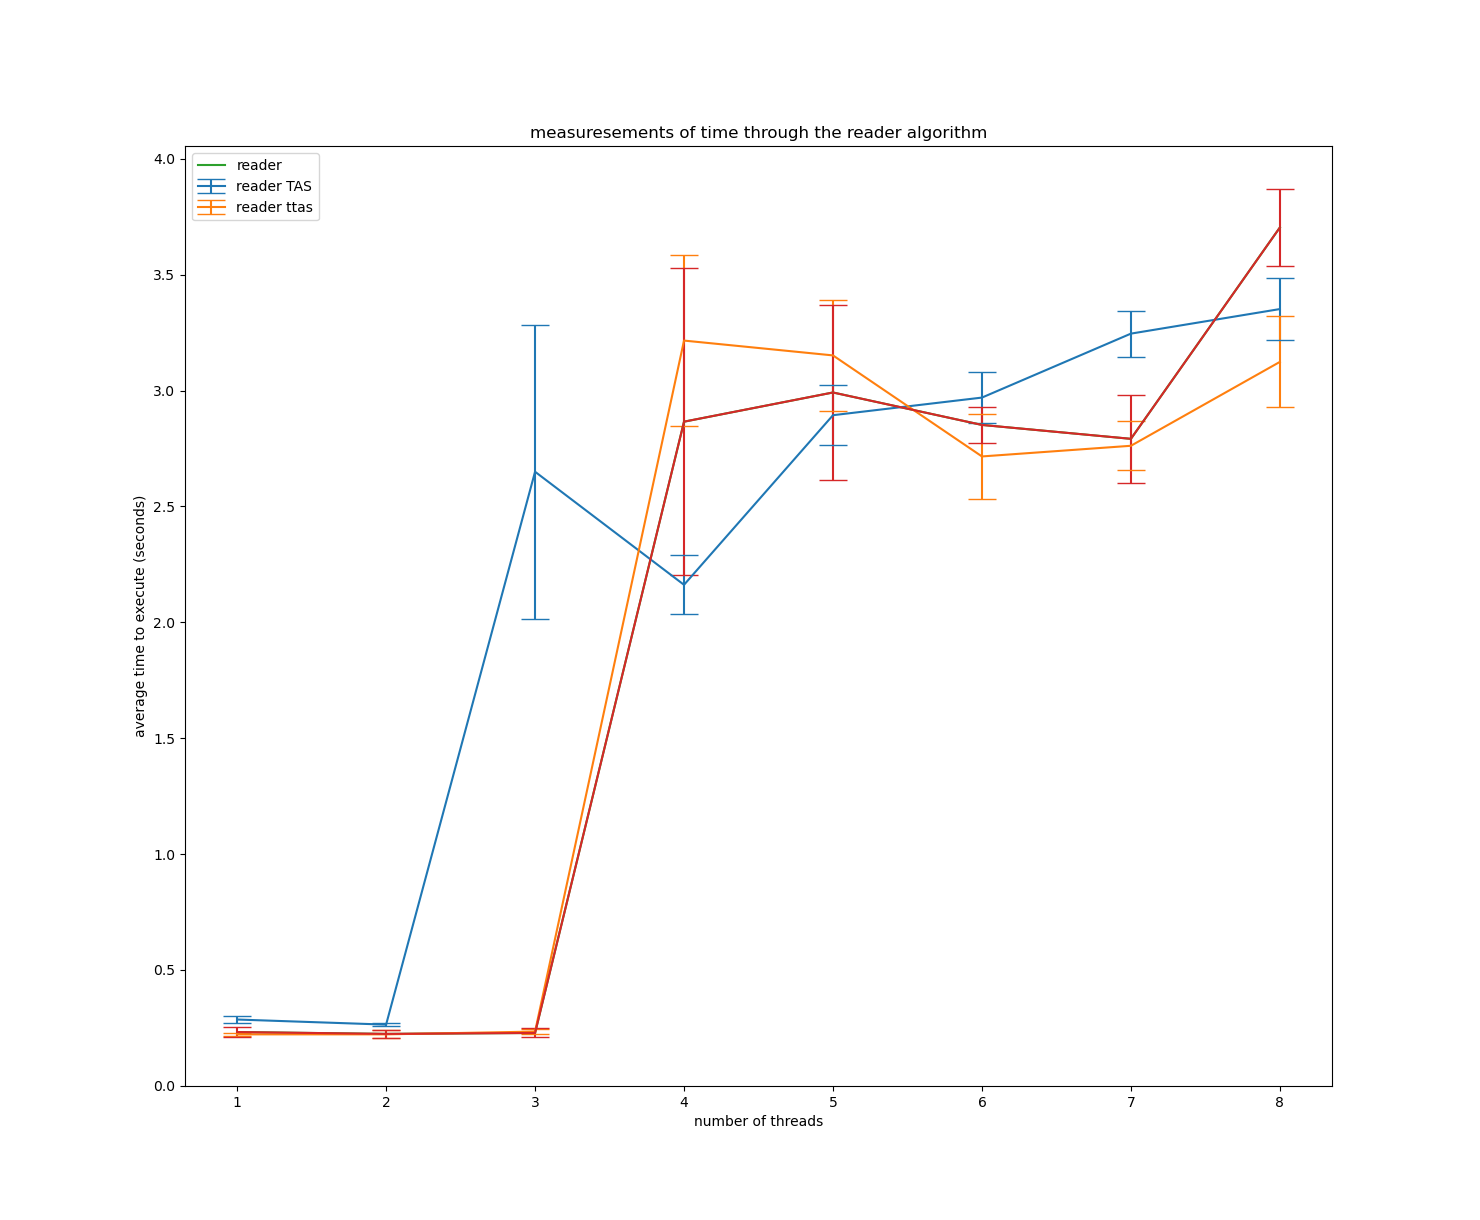 measuresements of time through the reader algorithm
reader
reader TAS
reader ttas
average time to execute (seconds)
4.0
3.5
3.0
2.5
2.0
1.5
1.0
0.5
0.0
1 2 3 4 5 6 7 8
number of threads